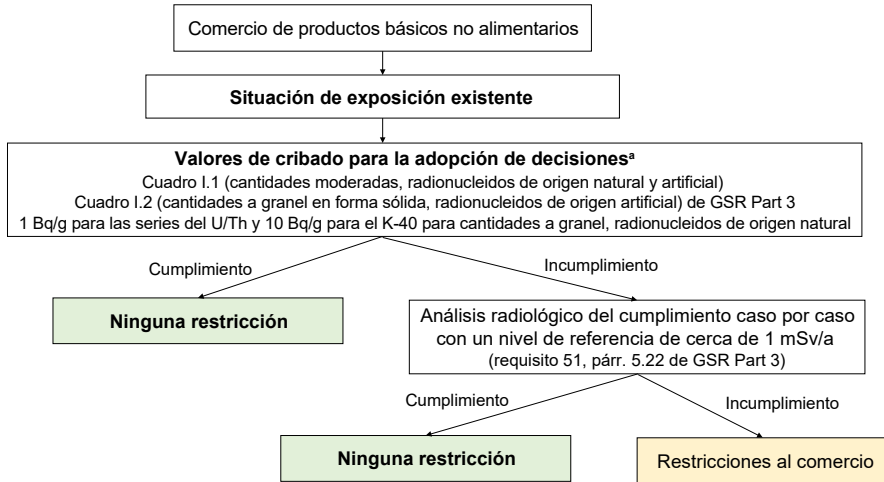 Comercio de productos básicos no alimentarios
Situación de exposición existente
Valores de cribado para la adopción de decisionesᵃ
Cuadro I.1 (cantidades moderadas, radionucleidos de origen natural y artificial)
Cuadro I.2 (cantidades a granel en forma sólida, radionucleidos de origen artificial) de GSR Part 3
1 Bq/g para las series del U/Th y 10 Bq/g para el K-40 para cantidades a granel, radionucleidos de origen natural
Cumplimiento
Incumplimiento
Ninguna restricción
Análisis radiológico del cumplimiento caso por caso
con un nivel de referencia de cerca de 1 mSv/a
(requisito 51, párr. 5.22 de GSR Part 3)
Cumplimiento
Incumplimiento
Ninguna restricción
Restricciones al comercio